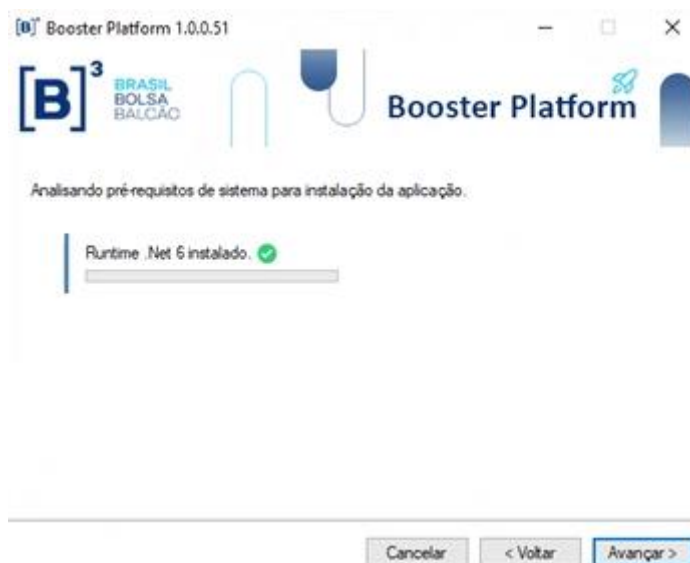 [B]³ Booster Platform 1.0.0.51
[B]³
BRASIL
BOLSA
BALCÃO
Booster Platform
Analisando pré-requisitos de sistema para instalação da aplicação.
Runtime .Net 6 instalado.
Cancelar
< Voltar
Avançar >